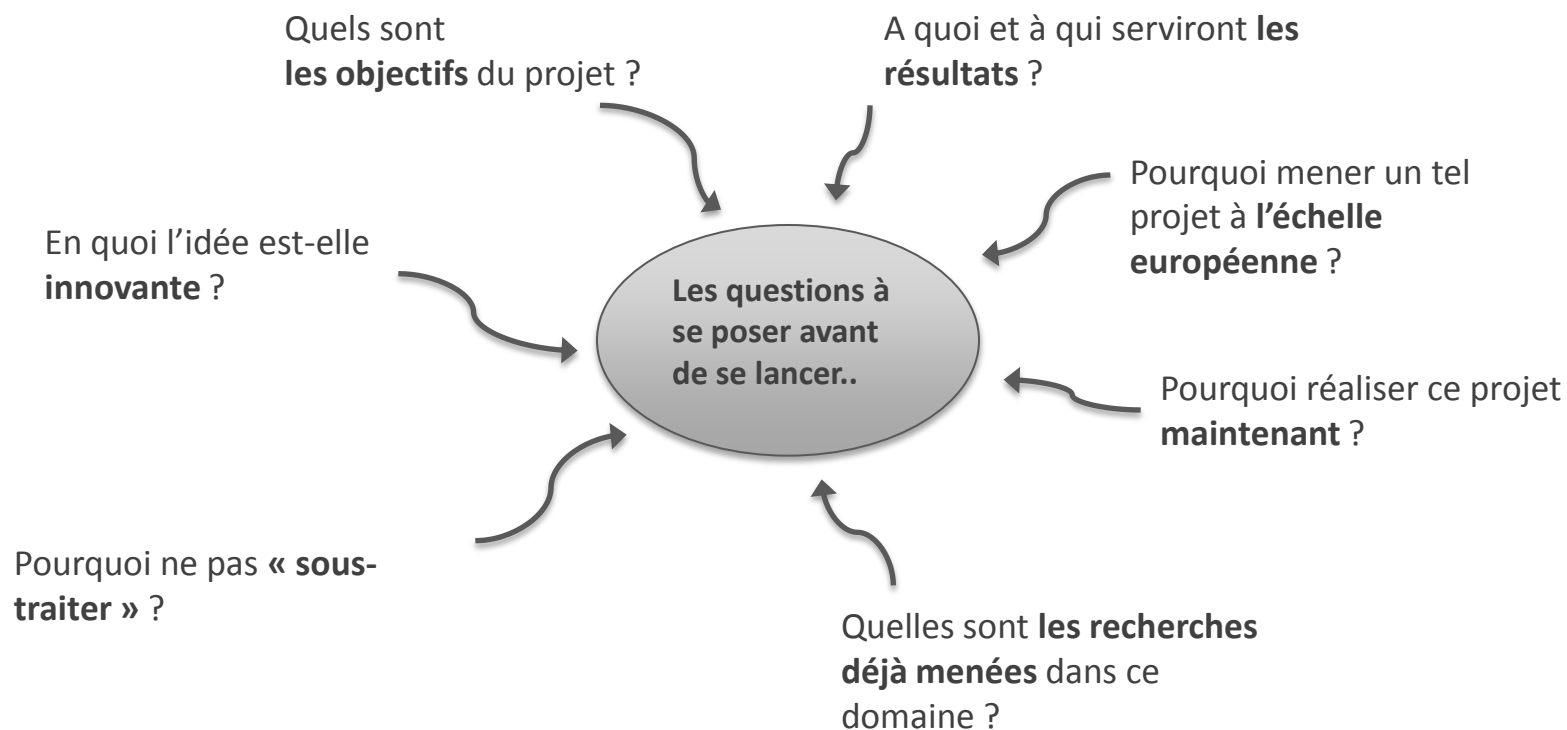 Quels sont
les objectifs du projet ?
A quoi et à qui serviront les
résultats ?
Pourquoi mener un tel
projet à l’échelle
européenne ?
En quoi l’idée est-elle
innovante ?
Les questions à
se poser avant
de se lancer..
Pourquoi réaliser ce projet
maintenant ?
Pourquoi ne pas « sous-
traiter » ?
Quelles sont les recherches
déjà menées dans ce
domaine ?